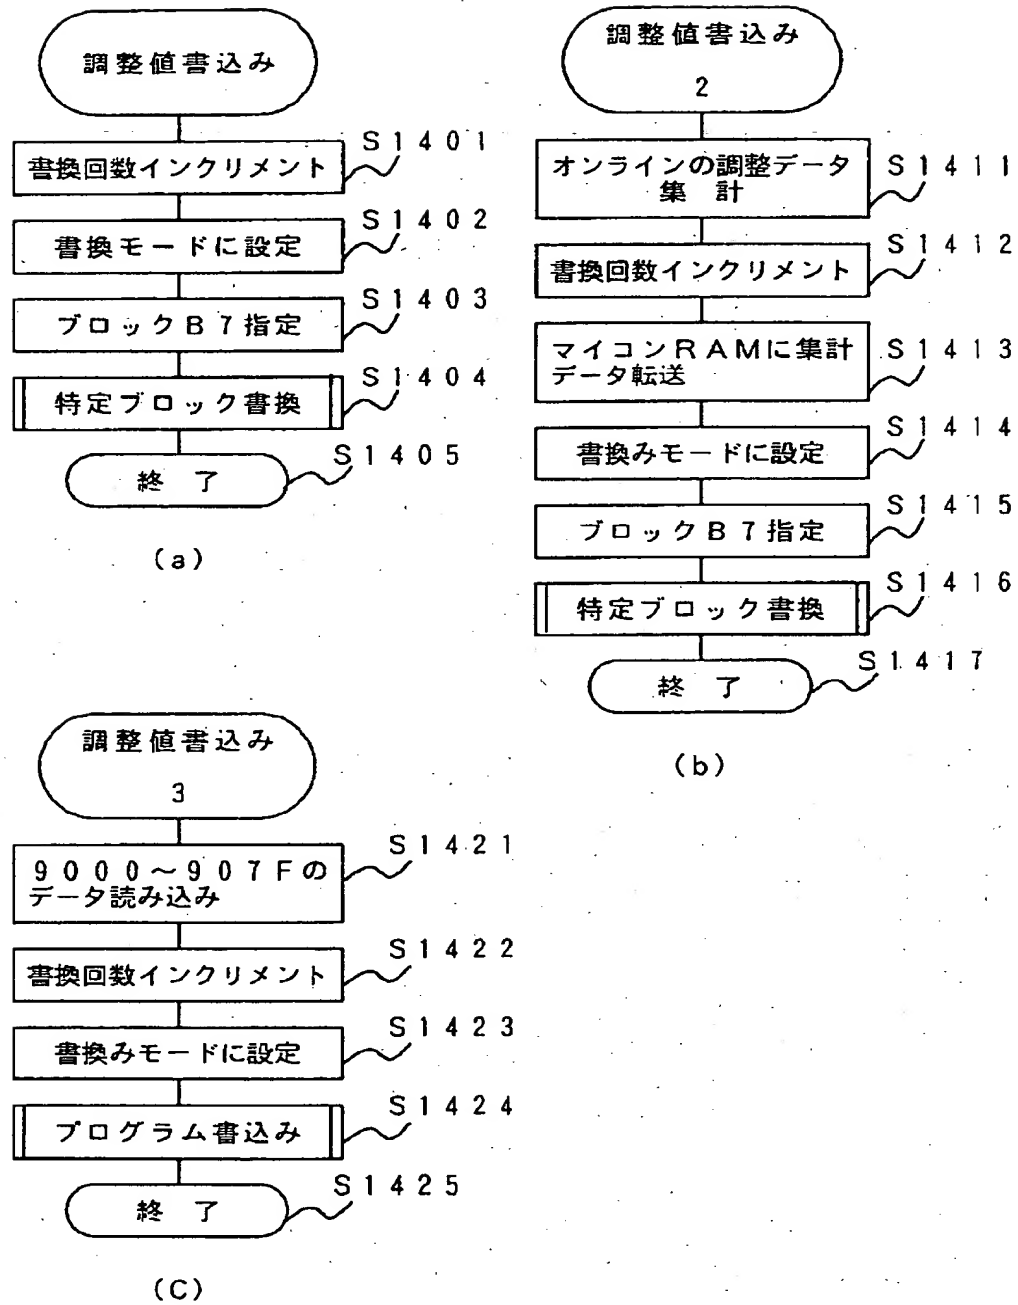 調整値書込み
書換回数インクリメント
S1401
書換モードに設定
S1402
ブロックB7指定
S1403
特定ブロック書換
S1404
終了
S1405
(a)
調整値書込み
2
オンラインの調整データ
集計
S1411
書換回数インクリメント
S1412
マイコンRAMに集計
データ転送
S1413
書換みモードに設定
S1414
ブロックB7指定
S1415
特定ブロック書換
S1416
終了
S1417
(b)
調整値書込み
3
9000～907Fの
データ読み込み
S1421
書換回数インクリメント
S1422
書換みモードに設定
S1423
プログラム書込み
S1424
終了
S1425
(C)